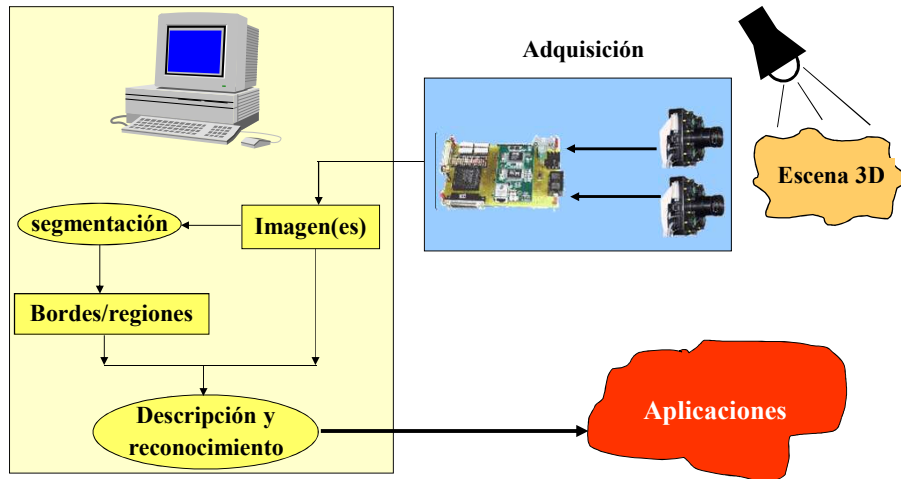 Adquisición
Escena 3D
segmentación
Imagen(es)
Bordes/regiones
Descripción y
reconocimiento
Aplicaciones